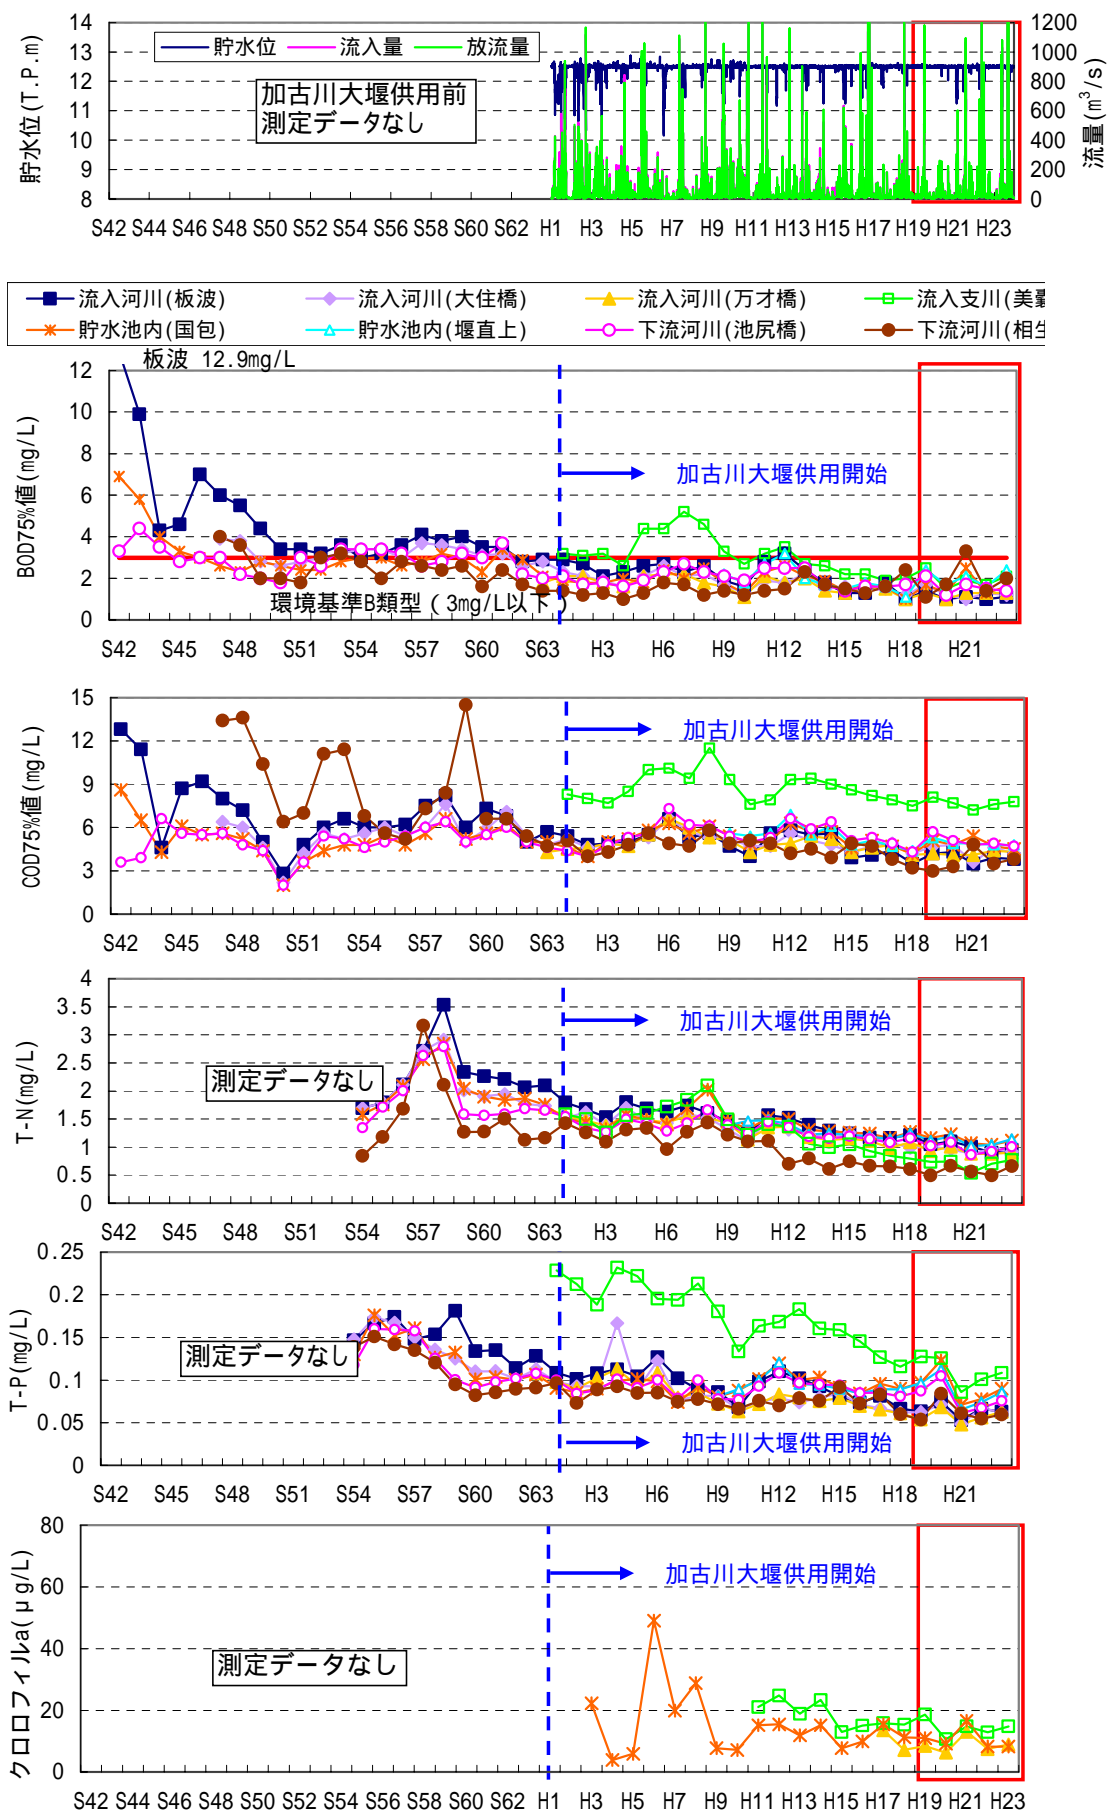 14
13
12
11
10
9
8
貯水位(T.P.m)
貯水位 流入量 放流量
加古川大堰供用前
測定データなし
1200
1000
800
600
400
200
0
流量(m³/s)
S42 S44 S46 S48 S50 S52 S54 S56 S58 S60 S62 H1 H3 H5 H7 H9 H11 H13 H15 H17 H19 H21 H23
流入河川(板波) 流入河川(大住橋) 流入河川(万才橋) 流入支川(美嚢
貯水池内(国包) 貯水池内(堰直上) 下流河川(池尻橋) 下流河川(相生
板波 12.9mg/L
12
10
8
6
4
2
0
BOD75%値(mg/L)
加古川大堰供用開始
環境基準B類型(3mg/L以下)
S42 S45 S48 S51 S54 S57 S60 S63 H3 H6 H9 H12 H15 H18 H21
15
12
9
6
3
0
COD75%値(mg/L)
加古川大堰供用開始
S42 S45 S48 S51 S54 S57 S60 S63 H3 H6 H9 H12 H15 H18 H21
4
3.5
3
2.5
2
1.5
1
0.5
0
T-N(mg/L)
加古川大堰供用開始
測定データなし
S42 S45 S48 S51 S54 S57 S60 S63 H3 H6 H9 H12 H15 H18 H21
0.25
0.2
0.15
0.1
0.05
0
T-P(mg/L)
測定データなし
加古川大堰供用開始
S42 S45 S48 S51 S54 S57 S60 S63 H3 H6 H9 H12 H15 H18 H21
80
60
40
20
0
クロロフィルa(μg/L)
加古川大堰供用開始
測定データなし
S42 S44 S46 S48 S50 S52 S54 S56 S58 S60 S62 H1 H3 H5 H7 H9 H11 H13 H15 H17 H19 H21 H23